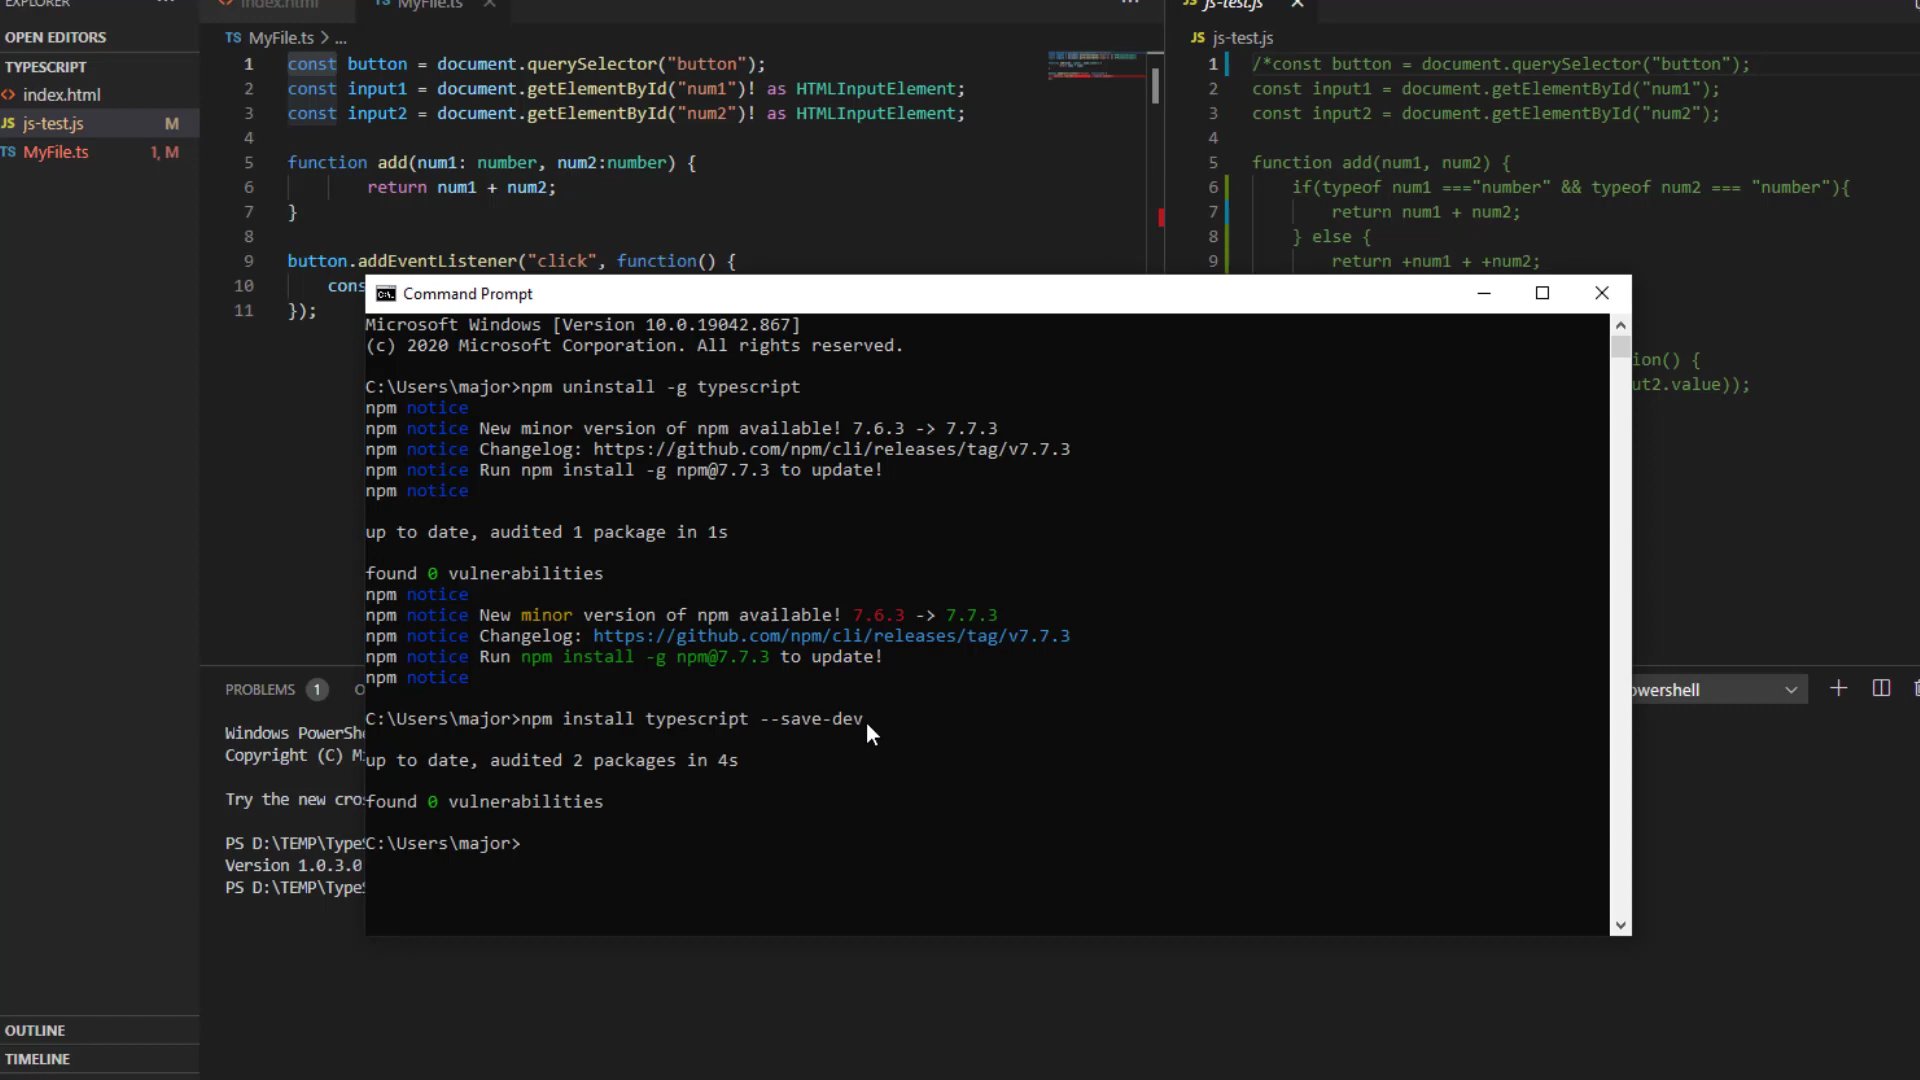 EXPLORER
...
OPEN EDITORS
TYPESCRIPT
<> index.html
JS js-test.js M
TS MyFile.ts 1, M
OUTLINE
TIMELINE
<> index.html
TS MyFile.ts
TS MyFile.ts > ...
1 const button = document.querySelector("button");
2 const input1 = document.getElementById("num1")! as HTMLInputElement;
3 const input2 = document.getElementById("num2")! as HTMLInputElement;
4
5 function add(num1: number, num2:number) {
6 return num1 + num2;
7 }
8
9 button.addEventListener("click", function() {
10 cons
11 });
JS js-test.js
JS js-test.js
1 /*const button = document.querySelector("button");
2 const input1 = document.getElementById("num1");
3 const input2 = document.getElementById("num2");
4
5 function add(num1, num2) {
6 if(typeof num1 ==="number" && typeof num2 === "number"){
7 return num1 + num2;
8 } else {
9 return +num1 + +num2;
ion() {
ut2.value));
Command Prompt
Microsoft Windows [Version 10.0.19042.867]
(c) 2020 Microsoft Corporation. All rights reserved.
C:\Users\major>npm uninstall -g typescript
npm notice
npm notice New minor version of npm available! 7.6.3 -> 7.7.3
npm notice Changelog: https://github.com/npm/cli/releases/tag/v7.7.3
npm notice Run npm install -g npm@7.7.3 to update!
npm notice
up to date, audited 1 package in 1s
found 0 vulnerabilities
npm notice
npm notice New minor version of npm available! 7.6.3 -> 7.7.3
npm notice Changelog: https://github.com/npm/cli/releases/tag/v7.7.3
npm notice Run npm install -g npm@7.7.3 to update!
npm notice
C:\Users\major>npm install typescript --save-dev
up to date, audited 2 packages in 4s
found 0 vulnerabilities
C:\Users\major>
PROBLEMS 1 O
owershell
Windows PowerShe
Copyright (C) M
Try the new cros
PS D:\TEMP\TypeS
Version 1.0.3.0
PS D:\TEMP\TypeS